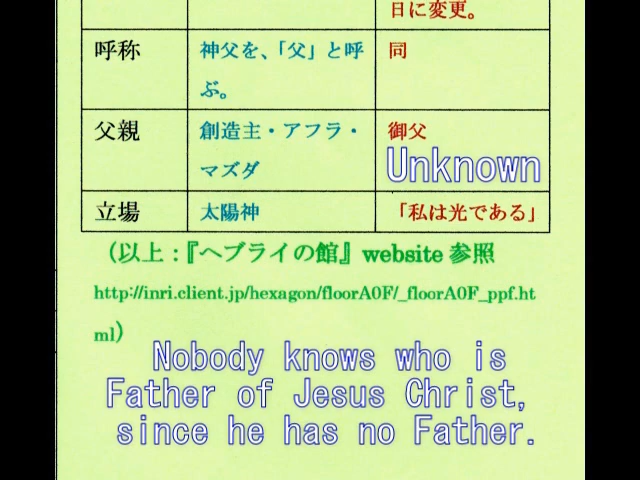 日に変更。
呼称 神父を、「父」と呼 同
ぶ。
父親 創造主・アフラ・ 御父
マズダ Unknown
立場 太陽神 「私は光である」
(以上:『ヘブライの館』website 参照
http://inri.client.jp/hexagon/floorA0F/_floorA0F_ppf.ht
ml)
Nobody knows who is
Father of Jesus Christ,
since he has no Father.